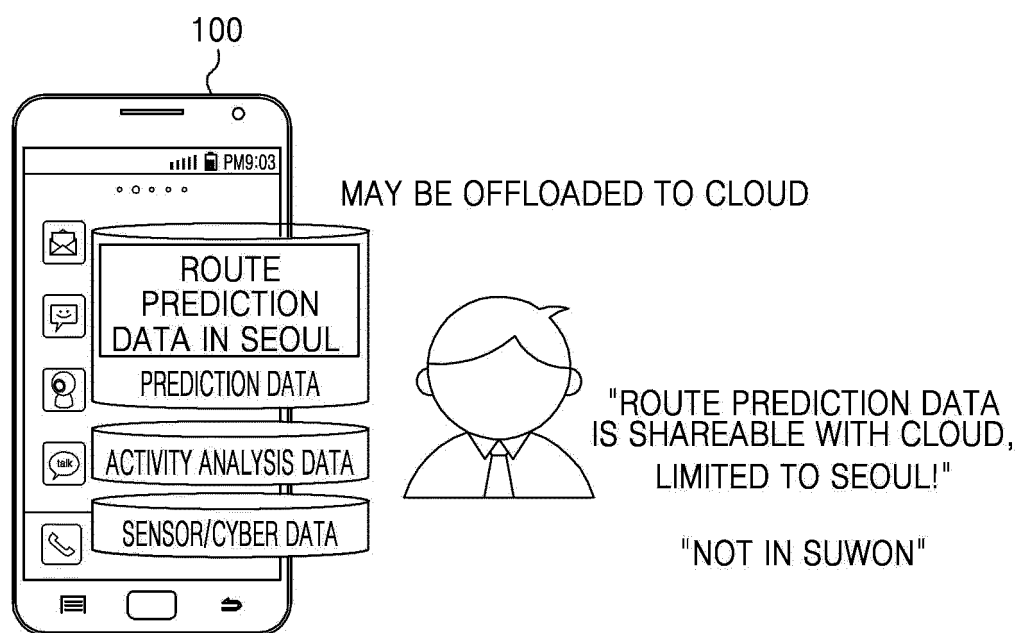 100
PM9:03
MAY BE OFFLOADED TO CLOUD
ROUTE
PREDICTION
DATA IN SEOUL
PREDICTION DATA
talk
ACTIVITY ANALYSIS DATA
SENSOR/CYBER DATA
"ROUTE PREDICTION DATA
IS SHAREABLE WITH CLOUD,
LIMITED TO SEOUL!"
"NOT IN SUWON"